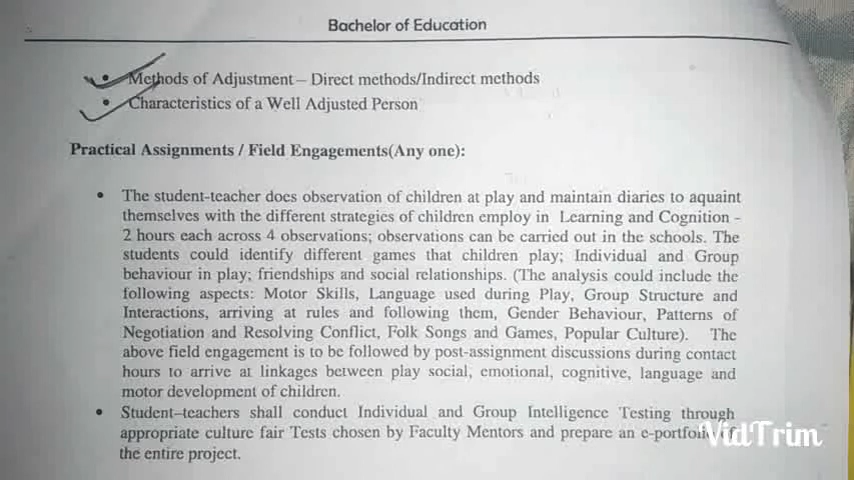 Bachelor of Education
• Methods of Adjustment – Direct methods/Indirect methods
• Characteristics of a Well Adjusted Person
Practical Assignments / Field Engagements(Any one):
• The student-teacher does observation of children at play and maintain diaries to aquaint
themselves with the different strategies of children employ in Learning and Cognition -
2 hours each across 4 observations; observations can be carried out in the schools. The
students could identify different games that children play; Individual and Group
behaviour in play; friendships and social relationships. (The analysis could include the
following aspects: Motor Skills, Language used during Play, Group Structure and
Interactions, arriving at rules and following them, Gender Behaviour, Patterns of
Negotiation and Resolving Conflict, Folk Songs and Games, Popular Culture). The
above field engagement is to be followed by post-assignment discussions during contact
hours to arrive at linkages between play social, emotional, cognitive, language and
motor development of children.
• Student–teachers shall conduct Individual and Group Intelligence Testing through
appropriate culture fair Tests chosen by Faculty Mentors and prepare an e-portfolio of
the entire project.
VidTrim